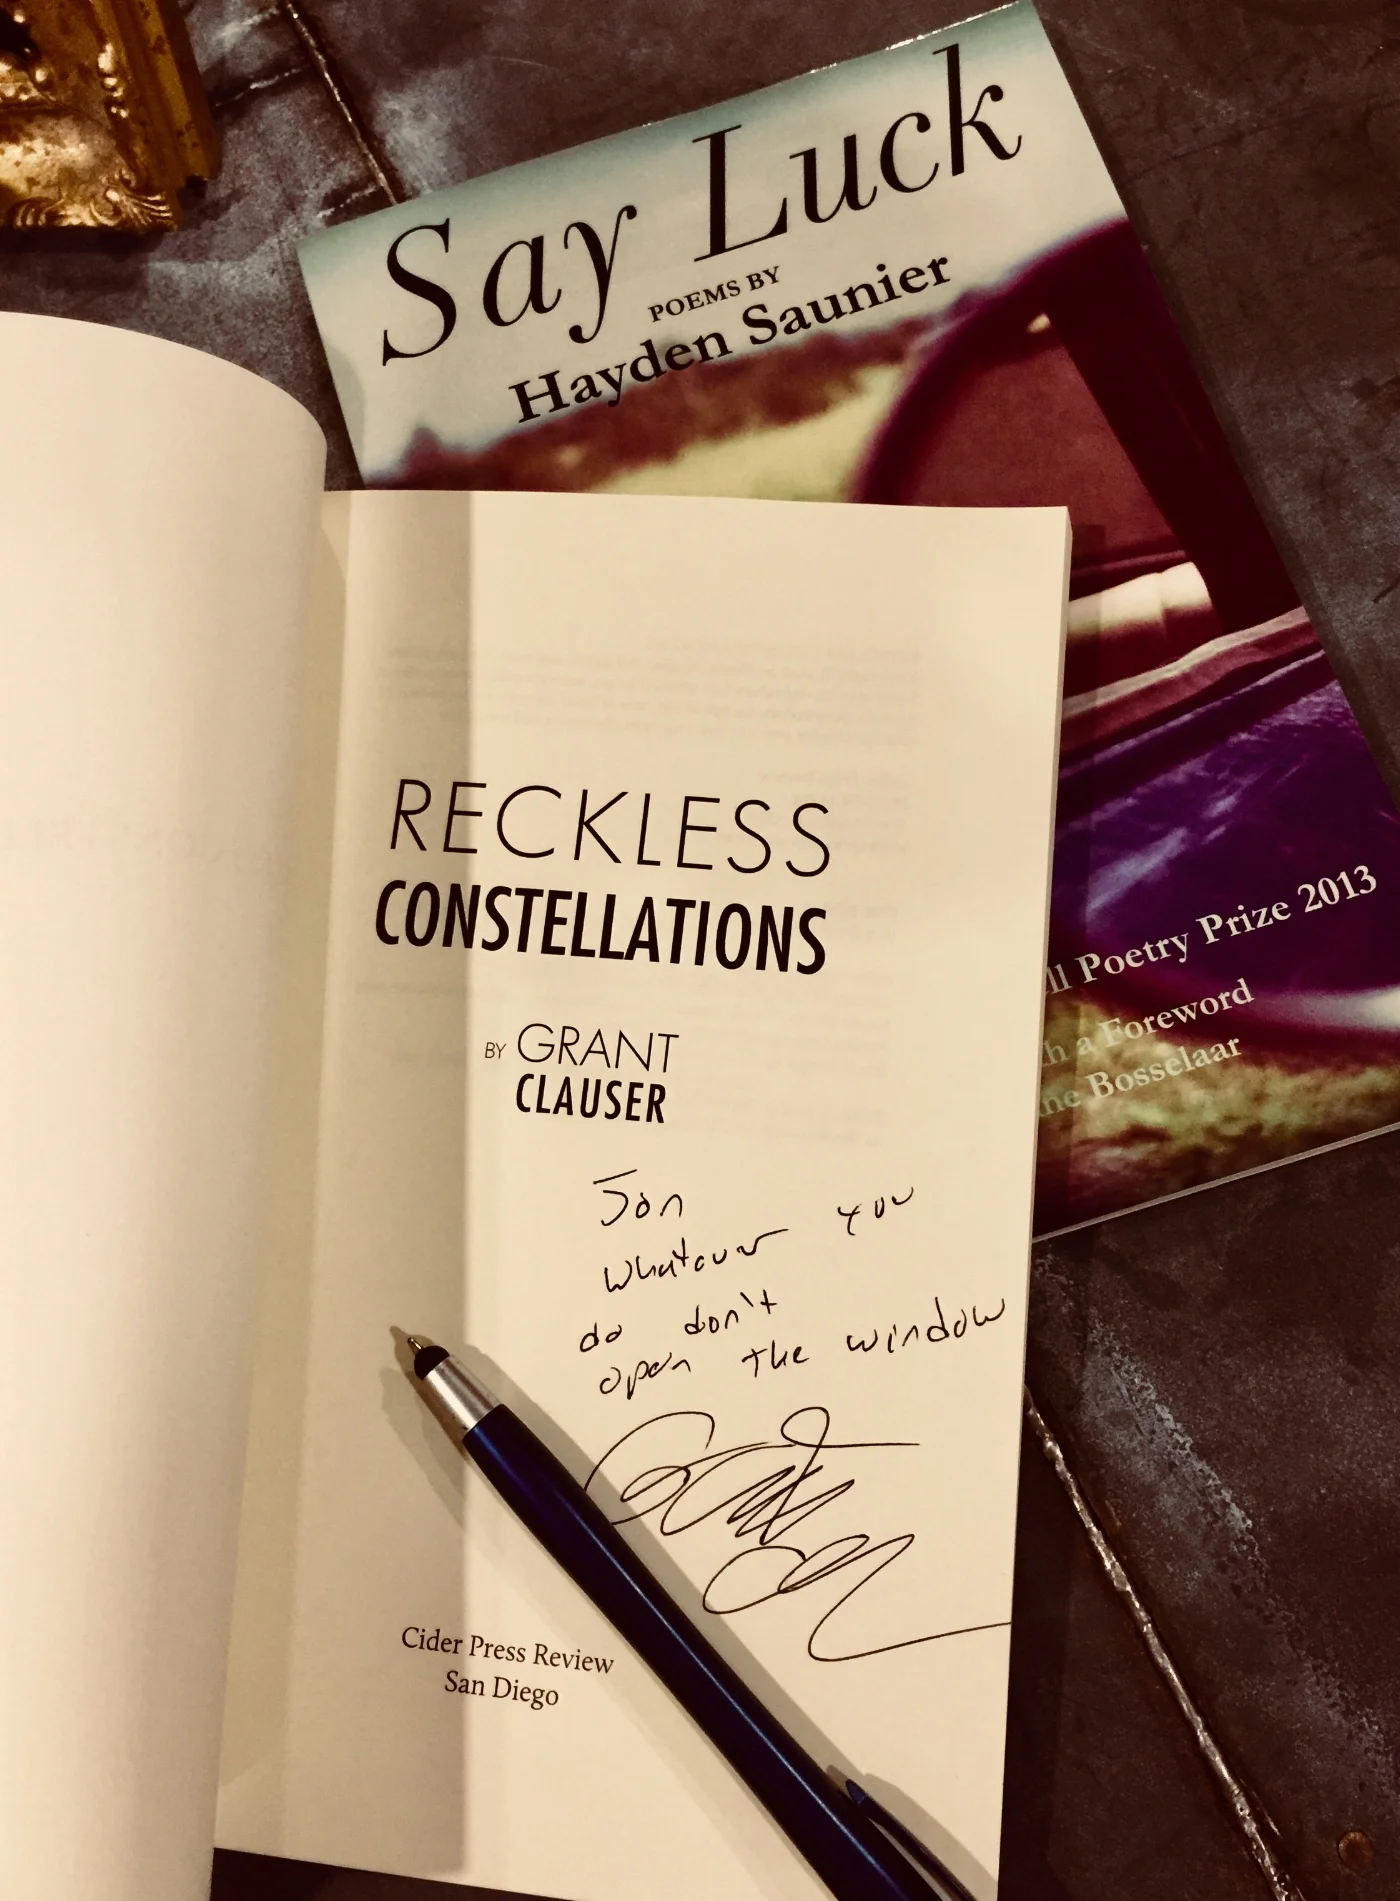 Say Luck
POEMS BY
Hayden Saunier
ll Poetry Prize 2013
h a Foreword
ne Bosselaar
RECKLESS
CONSTELLATIONS
BY GRANT
CLAUSER
Jon
Whatever you
do don't
open the window
Cider Press Review
San Diego